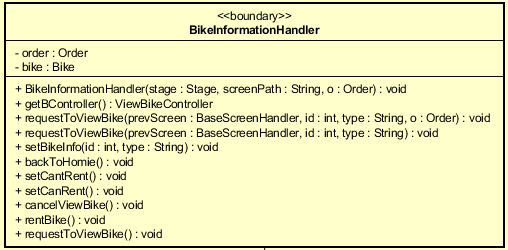 <<boundary>>
BikeInformationHandler
- order : Order
- bike : Bike
+ BikeInformationHandler(stage : Stage, screenPath : String, o : Order) : void
+ getBController() : ViewBikeController
+ requestToViewBike(prevScreen : BaseScreenHandler, id : int, type : String, o : Order) : void
+ requestToViewBike(prevScreen : BaseScreenHandler, id : int, type : String) : void
+ setBikeInfo(id : int, type : String) : void
+ backToHomie() : void
+ setCantRent() : void
+ setCanRent() : void
+ cancelViewBike() : void
+ rentBike() : void
+ requestToViewBike() : void